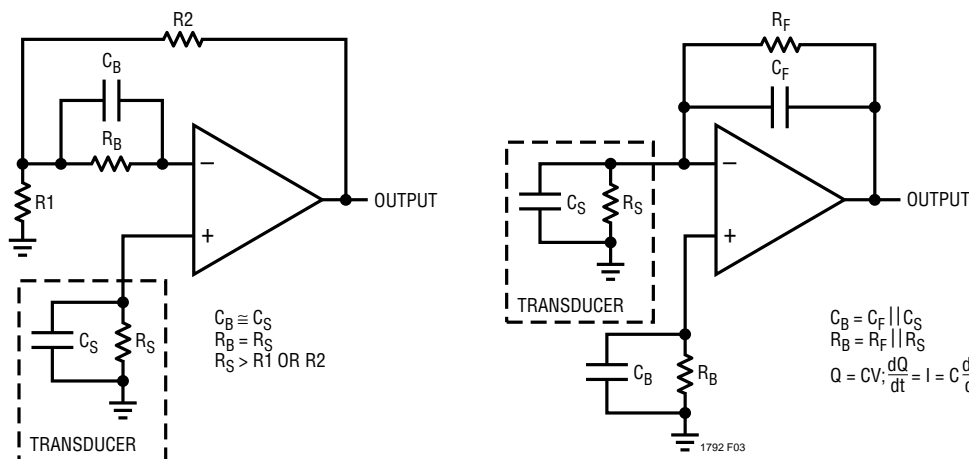 R2
C_B
R_B
−
R1
OUTPUT
+
C_S
R_S
TRANSDUCER
C_B ≅ C_S
R_B = R_S
R_S > R1 OR R2
R_F
C_F
−
C_S
R_S
OUTPUT
+
TRANSDUCER
C_B
R_B
C_B = C_F || C_S
R_B = R_F || R_S
Q = CV; dQ/dt = I = C
1792 F03